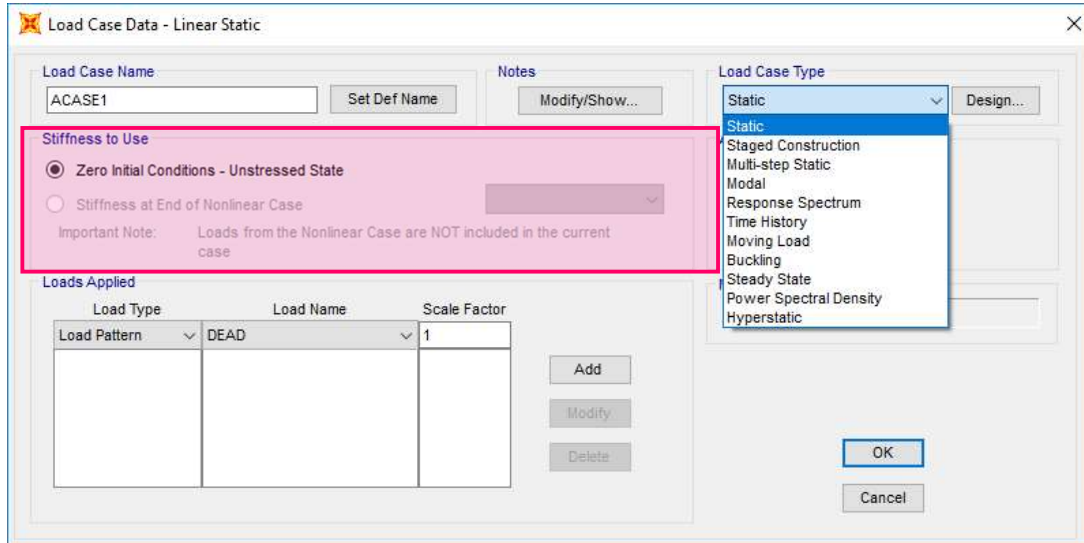 Load Case Data - Linear Static
Load Case Name
ACASE1
Set Def Name
Notes
Modify/Show...
Load Case Type
Static
Design...
Static
Staged Construction
Multi-step Static
Modal
Response Spectrum
Time History
Moving Load
Buckling
Steady State
Power Spectral Density
Hyperstatic
Stiffness to Use
Zero Initial Conditions - Unstressed State
Stiffness at End of Nonlinear Case
Important Note: Loads from the Nonlinear Case are NOT included in the current
case
Loads Applied
Load Type Load Name Scale Factor
Load Pattern DEAD 1
Add
Modify
Delete
OK
Cancel